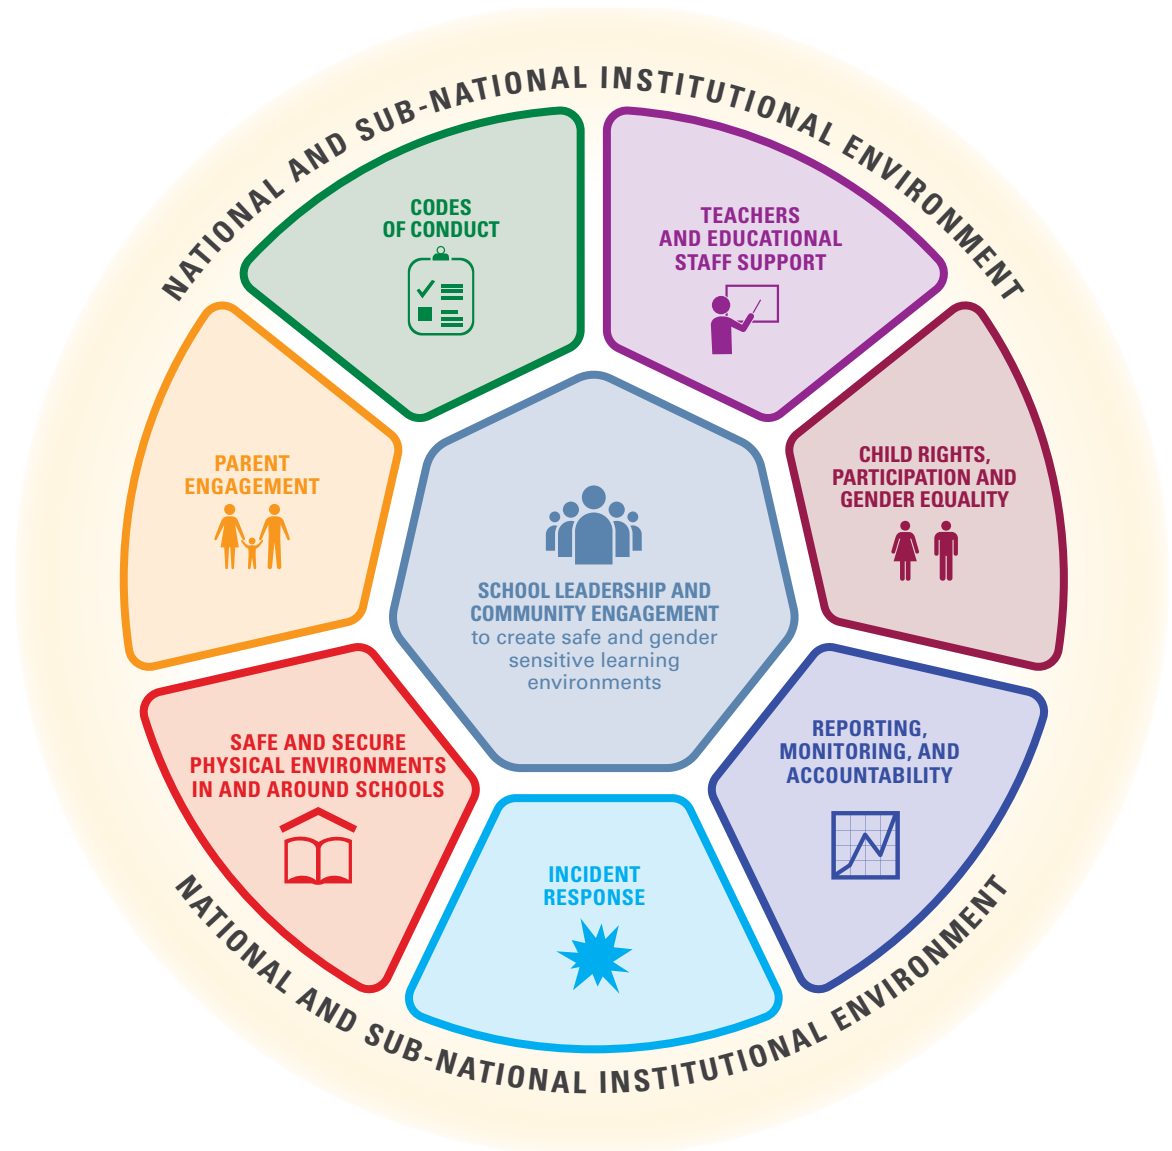 NATIONAL AND SUB-NATIONAL INSTITUTIONAL ENVIRONMENT
CODES
OF CONDUCT
TEACHERS
AND EDUCATIONAL
STAFF SUPPORT
PARENT
ENGAGEMENT
CHILD RIGHTS,
PARTICIPATION AND
GENDER EQUALITY
SCHOOL LEADERSHIP AND
COMMUNITY ENGAGEMENT
to create safe and gender
sensitive learning
environments
SAFE AND SECURE
PHYSICAL ENVIRONMENTS
IN AND AROUND SCHOOLS
REPORTING,
MONITORING, AND
ACCOUNTABILITY
INCIDENT
RESPONSE
NATIONAL AND SUB-NATIONAL INSTITUTIONAL ENVIRONMENT